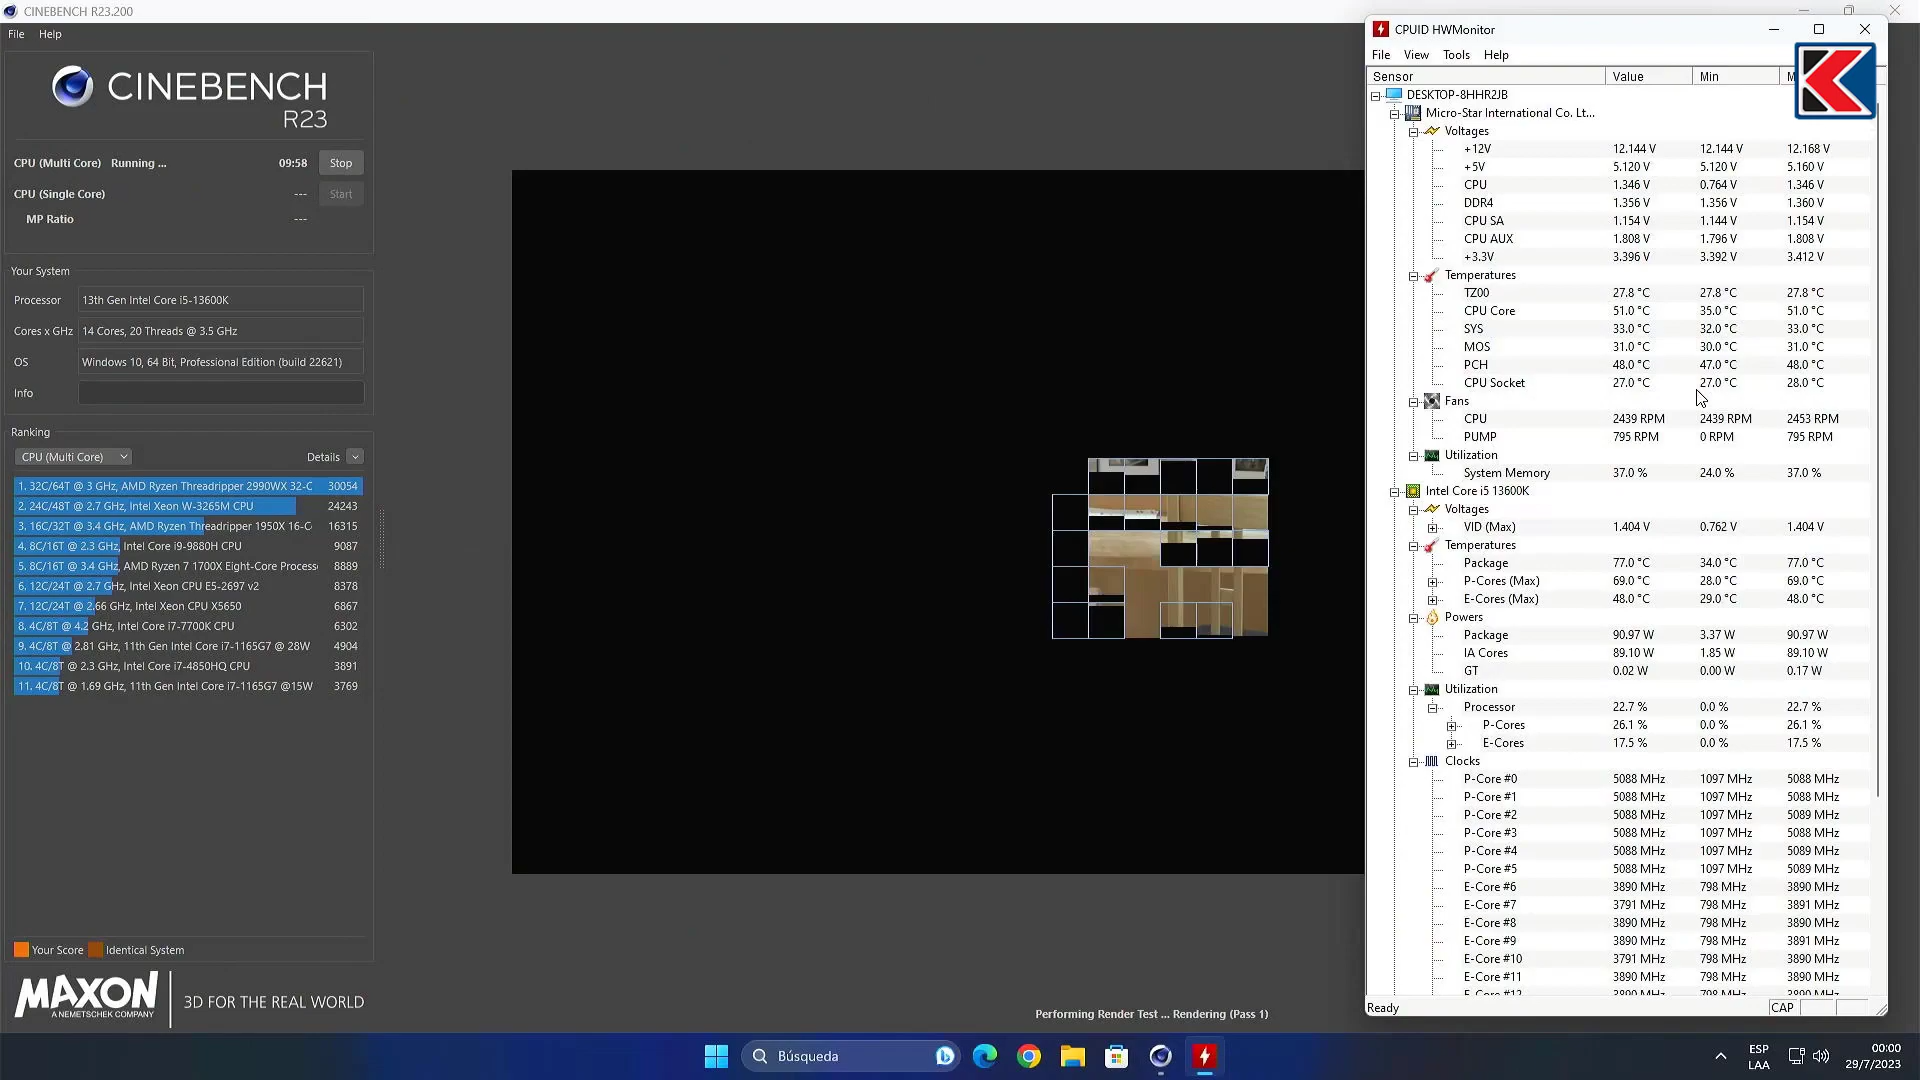 CINEBENCH R23.200
File Help
CINEBENCH
R23
CPU (Multi Core) Running ... 09:58 Stop
CPU (Single Core) --- Start
MP Ratio ---
Your System
Processor 13th Gen Intel Core i5-13600K
Cores x GHz 14 Cores, 20 Threads @ 3.5 GHz
OS Windows 10, 64 Bit, Professional Edition (build 22621)
Info
Ranking
CPU (Multi Core) Details
1. 32C/64T @ 3 GHz, AMD Ryzen Threadripper 2990WX 32-C 30054
2. 24C/48T @ 2.7 GHz, Intel Xeon W-3265M CPU 24243
3. 16C/32T @ 3.4 GHz, AMD Ryzen Threadripper 1950X 16-C 16315
4. 8C/16T @ 2.3 GHz, Intel Core i9-9880H CPU 9087
5. 8C/16T @ 3.4 GHz, AMD Ryzen 7 1700X Eight-Core Process 8889
6. 12C/24T @ 2.7 GHz, Intel Xeon CPU E5-2697 v2 8378
7. 12C/24T @ 2.66 GHz, Intel Xeon CPU X5650 6867
8. 4C/8T @ 4.2 GHz, Intel Core i7-7700K CPU 6302
9. 4C/8T @ 2.81 GHz, 11th Gen Intel Core i7-1165G7 @ 28W 4904
10. 4C/8T @ 2.3 GHz, Intel Core i7-4850HQ CPU 3891
11. 4C/8T @ 1.69 GHz, 11th Gen Intel Core i7-1165G7 @15W 3769
Your Score Identical System
MAXON
A NEMETSCHEK COMPANY
3D FOR THE REAL WORLD
Performing Render Test ... Rendering (Pass 1)
CPUID HWMonitor
File View Tools Help
Sensor Value Min M
K
DESKTOP-8HHR2JB
Micro-Star International Co. Lt...
Voltages
+12V 12.144 V 12.144 V 12.168 V
+5V 5.120 V 5.120 V 5.160 V
CPU 1.346 V 0.764 V 1.346 V
DDR4 1.356 V 1.356 V 1.360 V
CPU SA 1.154 V 1.144 V 1.154 V
CPU AUX 1.808 V 1.796 V 1.808 V
+3.3V 3.396 V 3.392 V 3.412 V
Temperatures
TZ00 27.8 °C 27.8 °C 27.8 °C
CPU Core 51.0 °C 35.0 °C 51.0 °C
SYS 33.0 °C 32.0 °C 33.0 °C
MOS 31.0 °C 30.0 °C 31.0 °C
PCH 48.0 °C 47.0 °C 48.0 °C
CPU Socket 27.0 °C 27.0 °C 28.0 °C
Fans
CPU 2439 RPM 2439 RPM 2453 RPM
PUMP 795 RPM 0 RPM 795 RPM
Utilization
System Memory 37.0 % 24.0 % 37.0 %
Intel Core i5 13600K
Voltages
VID (Max) 1.404 V 0.762 V 1.404 V
Temperatures
Package 77.0 °C 34.0 °C 77.0 °C
P-Cores (Max) 69.0 °C 28.0 °C 69.0 °C
E-Cores (Max) 48.0 °C 29.0 °C 48.0 °C
Powers
Package 90.97 W 3.37 W 90.97 W
IA Cores 89.10 W 1.85 W 89.10 W
GT 0.02 W 0.00 W 0.17 W
Utilization
Processor 22.7 % 0.0 % 22.7 %
P-Cores 26.1 % 0.0 % 26.1 %
E-Cores 17.5 % 0.0 % 17.5 %
Clocks
P-Core #0 5088 MHz 1097 MHz 5088 MHz
P-Core #1 5088 MHz 1097 MHz 5088 MHz
P-Core #2 5088 MHz 1097 MHz 5089 MHz
P-Core #3 5088 MHz 1097 MHz 5088 MHz
P-Core #4 5088 MHz 1097 MHz 5089 MHz
P-Core #5 5088 MHz 1097 MHz 5089 MHz
E-Core #6 3890 MHz 798 MHz 3890 MHz
E-Core #7 3791 MHz 798 MHz 3891 MHz
E-Core #8 3890 MHz 798 MHz 3890 MHz
E-Core #9 3890 MHz 798 MHz 3891 MHz
E-Core #10 3791 MHz 798 MHz 3890 MHz
E-Core #11 3890 MHz 798 MHz 3890 MHz
E-Core #12 3890 MHz 798 MHz 3890 MHz
Ready CAP
Búsqueda
ESP
LAA
00:00
29/7/2023